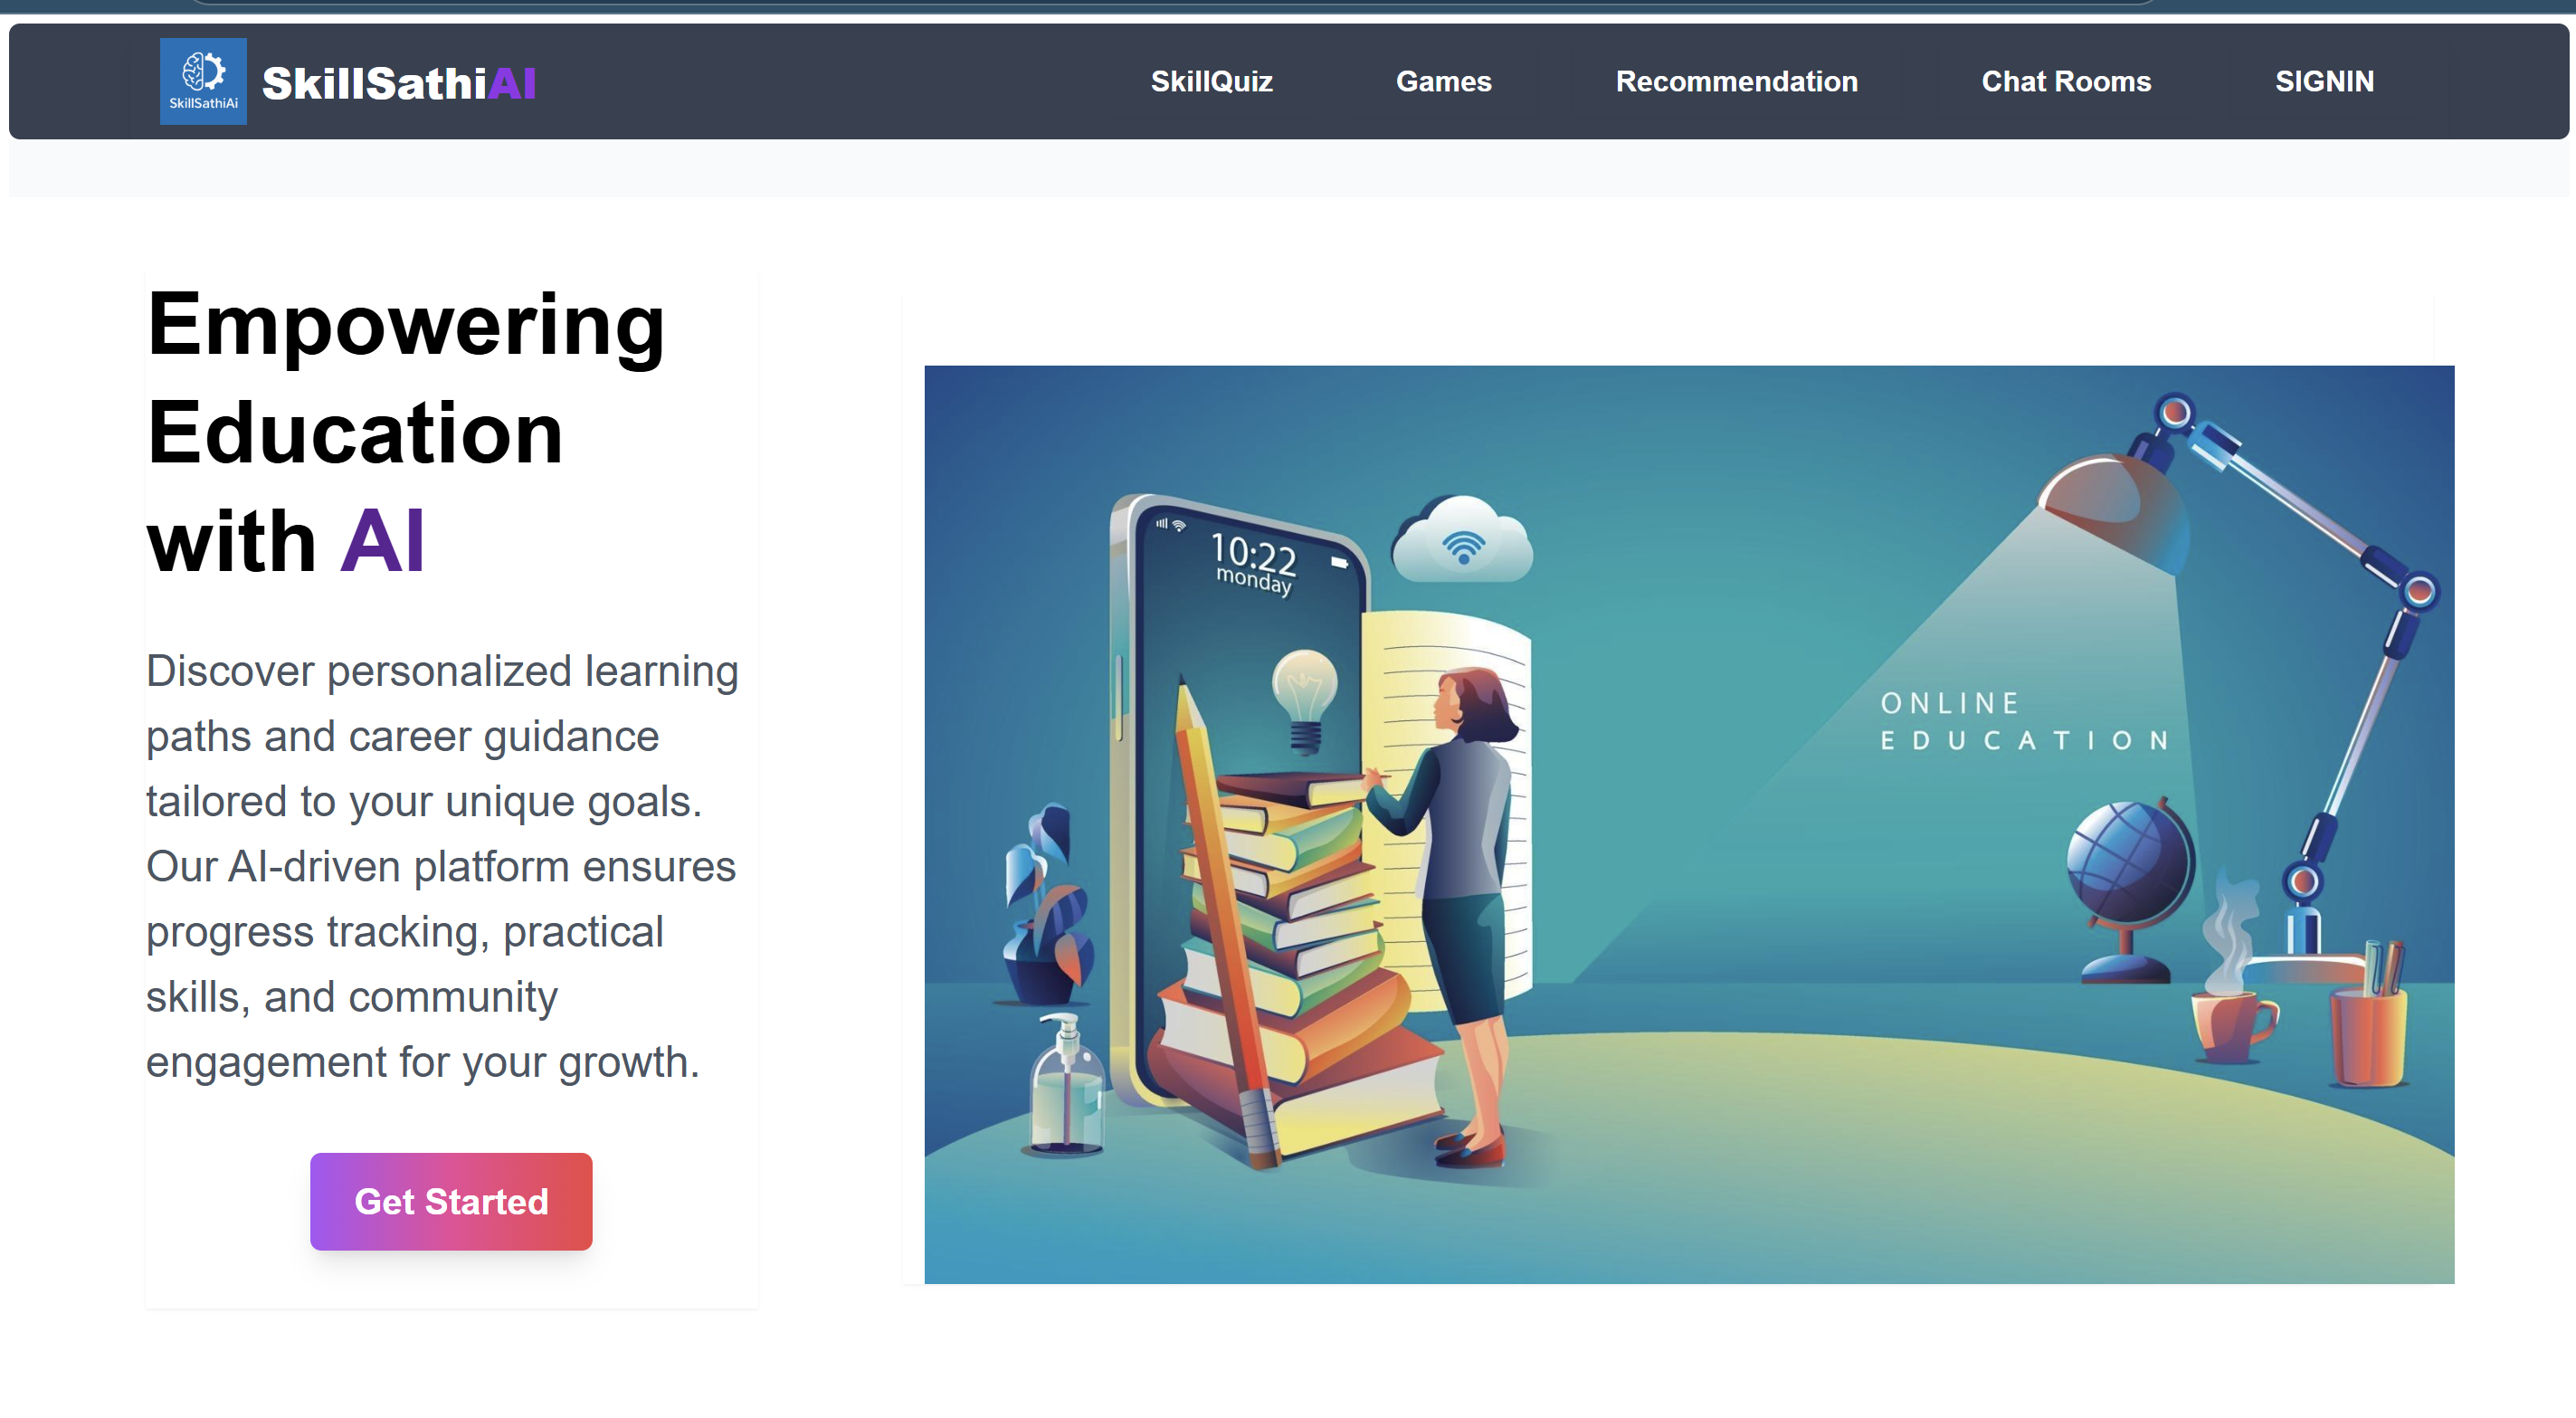 SkillSathiAi
SkillSathiAI
SkillQuiz
Games
Recommendation
Chat Rooms
SIGNIN
Empowering
Education
with AI
Discover personalized learning
paths and career guidance
tailored to your unique goals.
Our AI-driven platform ensures
progress tracking, practical
skills, and community
engagement for your growth.
Get Started
10:22
monday
ONLINE
EDUCATION